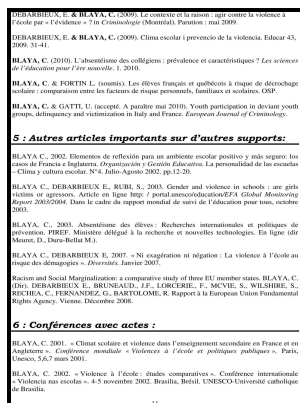 DEBARBIEUX, E. & BLAYA, C. (2009). Le contexte et la raison : agir contre la violence à
l'école par « l'évidence » ? in Criminologie (Montréal). Parution : mai 2009.
DEBARBIEUX, E. & BLAYA, C. (2009). Clima escolar i prevencio de la violencia. Educar 43,
2009. 31-41.
BLAYA, C. (2010). L'absentéisme des collégiens : prévalence et caractéristiques ? Les sciences
de l'éducation pour l'ère nouvelle. 1. 2010.
BLAYA, C. & FORTIN L. (soumis). Les élèves français et québécois à risque de décrochage
scolaire : comparaison entre les facteurs de risque personnels, familiaux et scolaires. OSP.
BLAYA, C. & GATTI, U. (accepté. A paraître mai 2010). Youth participation in deviant youth
groups, delinquency and victimization in Italy and France. European Journal of Criminology.
5 : Autres articles importants sur d'autres supports:
BLAYA C., 2002. Elementos de reflexión para un ambiente escolar positivo y más seguro: los
casos de Francia e Inglaterra. Organización y Gestión Educativa. La personalidad de las escuelas
- Clima y cultura escolar. N°4. Julio-Agosto 2002. pp.12-20.
BLAYA C., DEBARBIEUX, E., RUBI, S., 2003. Gender and violence in schools : are girls
victims or agressors. Article en ligne http: / portal.unesco/education/EFA Global Monitoring
Report 2003/2004. Dans le cadre du rapport mondial de suivi de l'éducation pour tous, octobre
2003.
BLAYA, C., 2003. Absentéisme des élèves : Recherches internationales et politiques de
prévention. PIREF. Ministère délégué à la recherche et nouvelles technologies. En ligne (dir
Meuret, D., Duru-Bellat M.).
BLAYA C., DEBARBIEUX E, 2007. « Ni exagération ni négation : La violence à l'école au
risque des démagogies ». Diversités. Janvier 2007.
Racism and Social Marginalization: a comparative study of three EU member states. BLAYA, C.
(Dir). DEBARBIEUX E., BRUNEAUD., J.F., LORCERIE., F., MCVIE, S., WILSHIRE, S.,
RECHEA, C., FERNANDEZ, G., BARTOLOME, R. Rapport à la European Union Fundamental
Rights Agency. Vienne. Décembre 2008.
6 : Conférences avec actes :
BLAYA, C. 2001. « Climat scolaire et violence dans l'enseignement secondaire en France et en
Angleterre ». Conférence mondiale « Violences à l'école et politiques publiques », Paris,
Unesco, 5,6,7 mars 2001.
BLAYA, C. 2002. « Violence à l'école : études comparatives ». Conférence internationale
« Violencia nas escolas ». 4-5 novembre 2002. Brasilia, Brésil. UNESCO-Université catholique
de Brasilia.